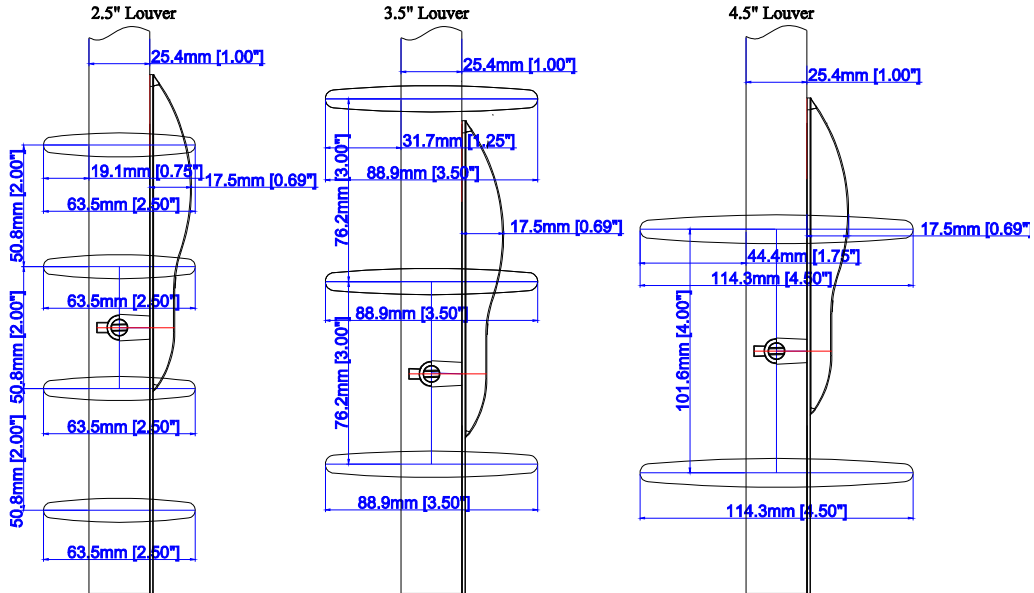 2.5" Louver
25.4mm [1.00"]
50.8mm [2.00"]
19.1mm [0.75"]
17.5mm [0.69"]
63.5mm [2.50"]
63.5mm [2.50"]
50.8mm [2.00"]
63.5mm [2.50"]
50.8mm [2.00"]
63.5mm [2.50"]
3.5" Louver
25.4mm [1.00"]
31.7mm [1.25"]
88.9mm [3.50"]
76.2mm [3.00"]
17.5mm [0.69"]
88.9mm [3.50"]
76.2mm [3.00"]
88.9mm [3.50"]
4.5" Louver
25.4mm [1.00"]
17.5mm [0.69"]
44.4mm [1.75"]
114.3mm [4.50"]
101.6mm [4.00"]
114.3mm [4.50"]